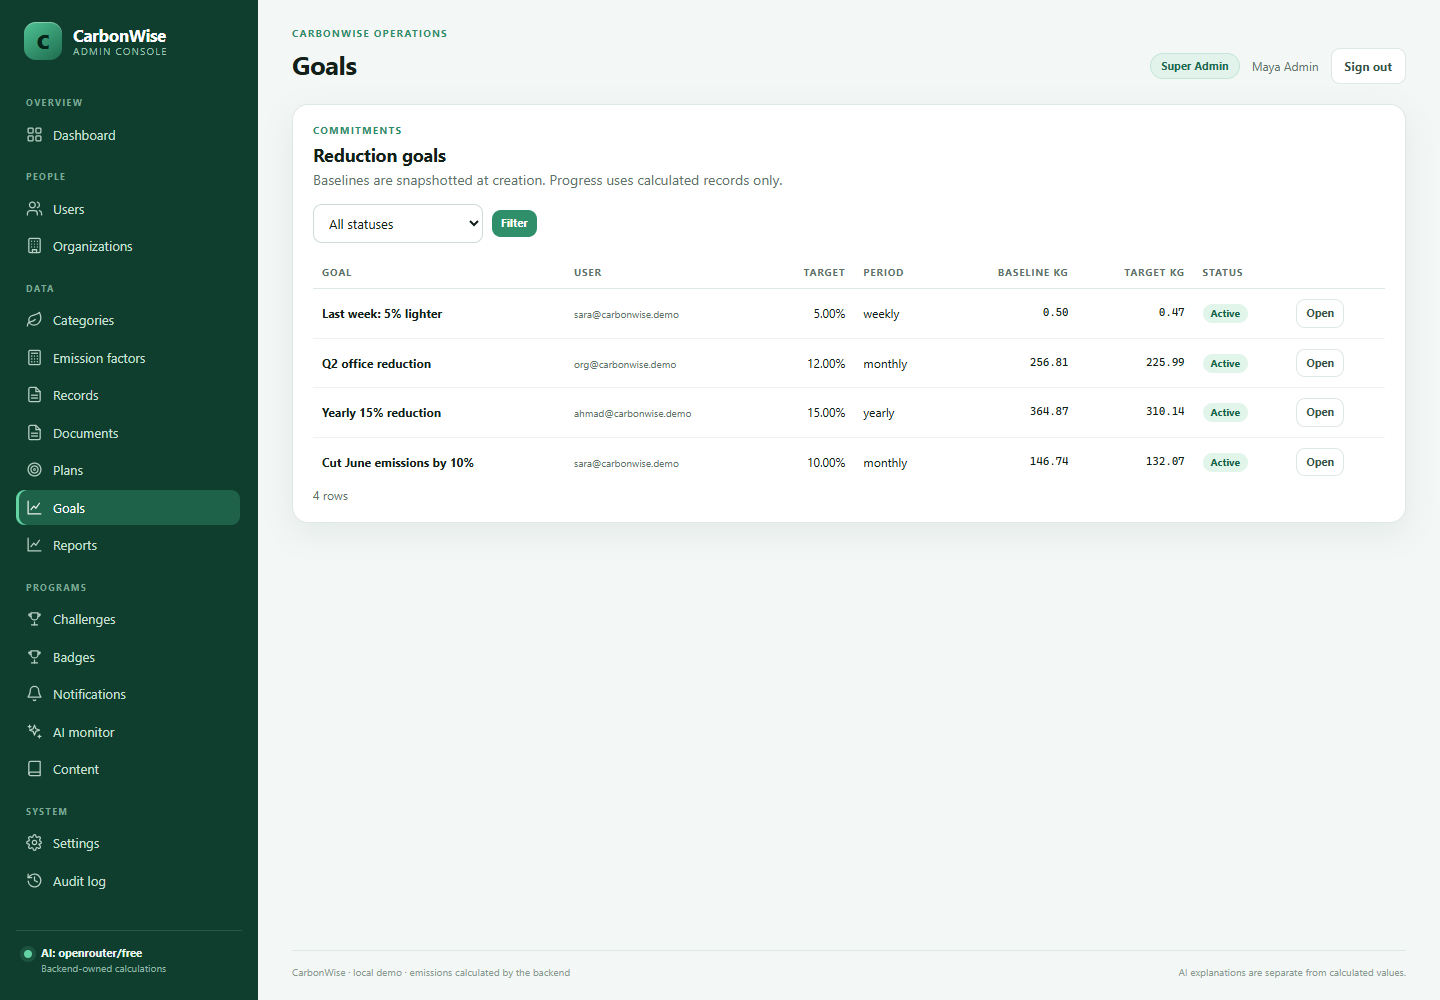 C
CarbonWise
ADMIN CONSOLE
OVERVIEW
Dashboard
PEOPLE
Users
Organizations
DATA
Categories
Emission factors
Records
Documents
Plans
Goals
Reports
PROGRAMS
Challenges
Badges
Notifications
AI monitor
Content
SYSTEM
Settings
Audit log
AI: openrouter/free
Backend-owned calculations
CARBONWISE OPERATIONS
Goals
Super Admin Maya Admin Sign out
COMMITMENTS
Reduction goals
Baselines are snapshotted at creation. Progress uses calculated records only.
All statuses Filter
GOAL USER TARGET PERIOD BASELINE KG TARGET KG STATUS
Last week: 5% lighter sara@carbonwise.demo 5.00% weekly 0.50 0.47 Active Open
Q2 office reduction org@carbonwise.demo 12.00% monthly 256.81 225.99 Active Open
Yearly 15% reduction ahmad@carbonwise.demo 15.00% yearly 364.87 310.14 Active Open
Cut June emissions by 10% sara@carbonwise.demo 10.00% monthly 146.74 132.07 Active Open
4 rows
CarbonWise · local demo · emissions calculated by the backend
AI explanations are separate from calculated values.